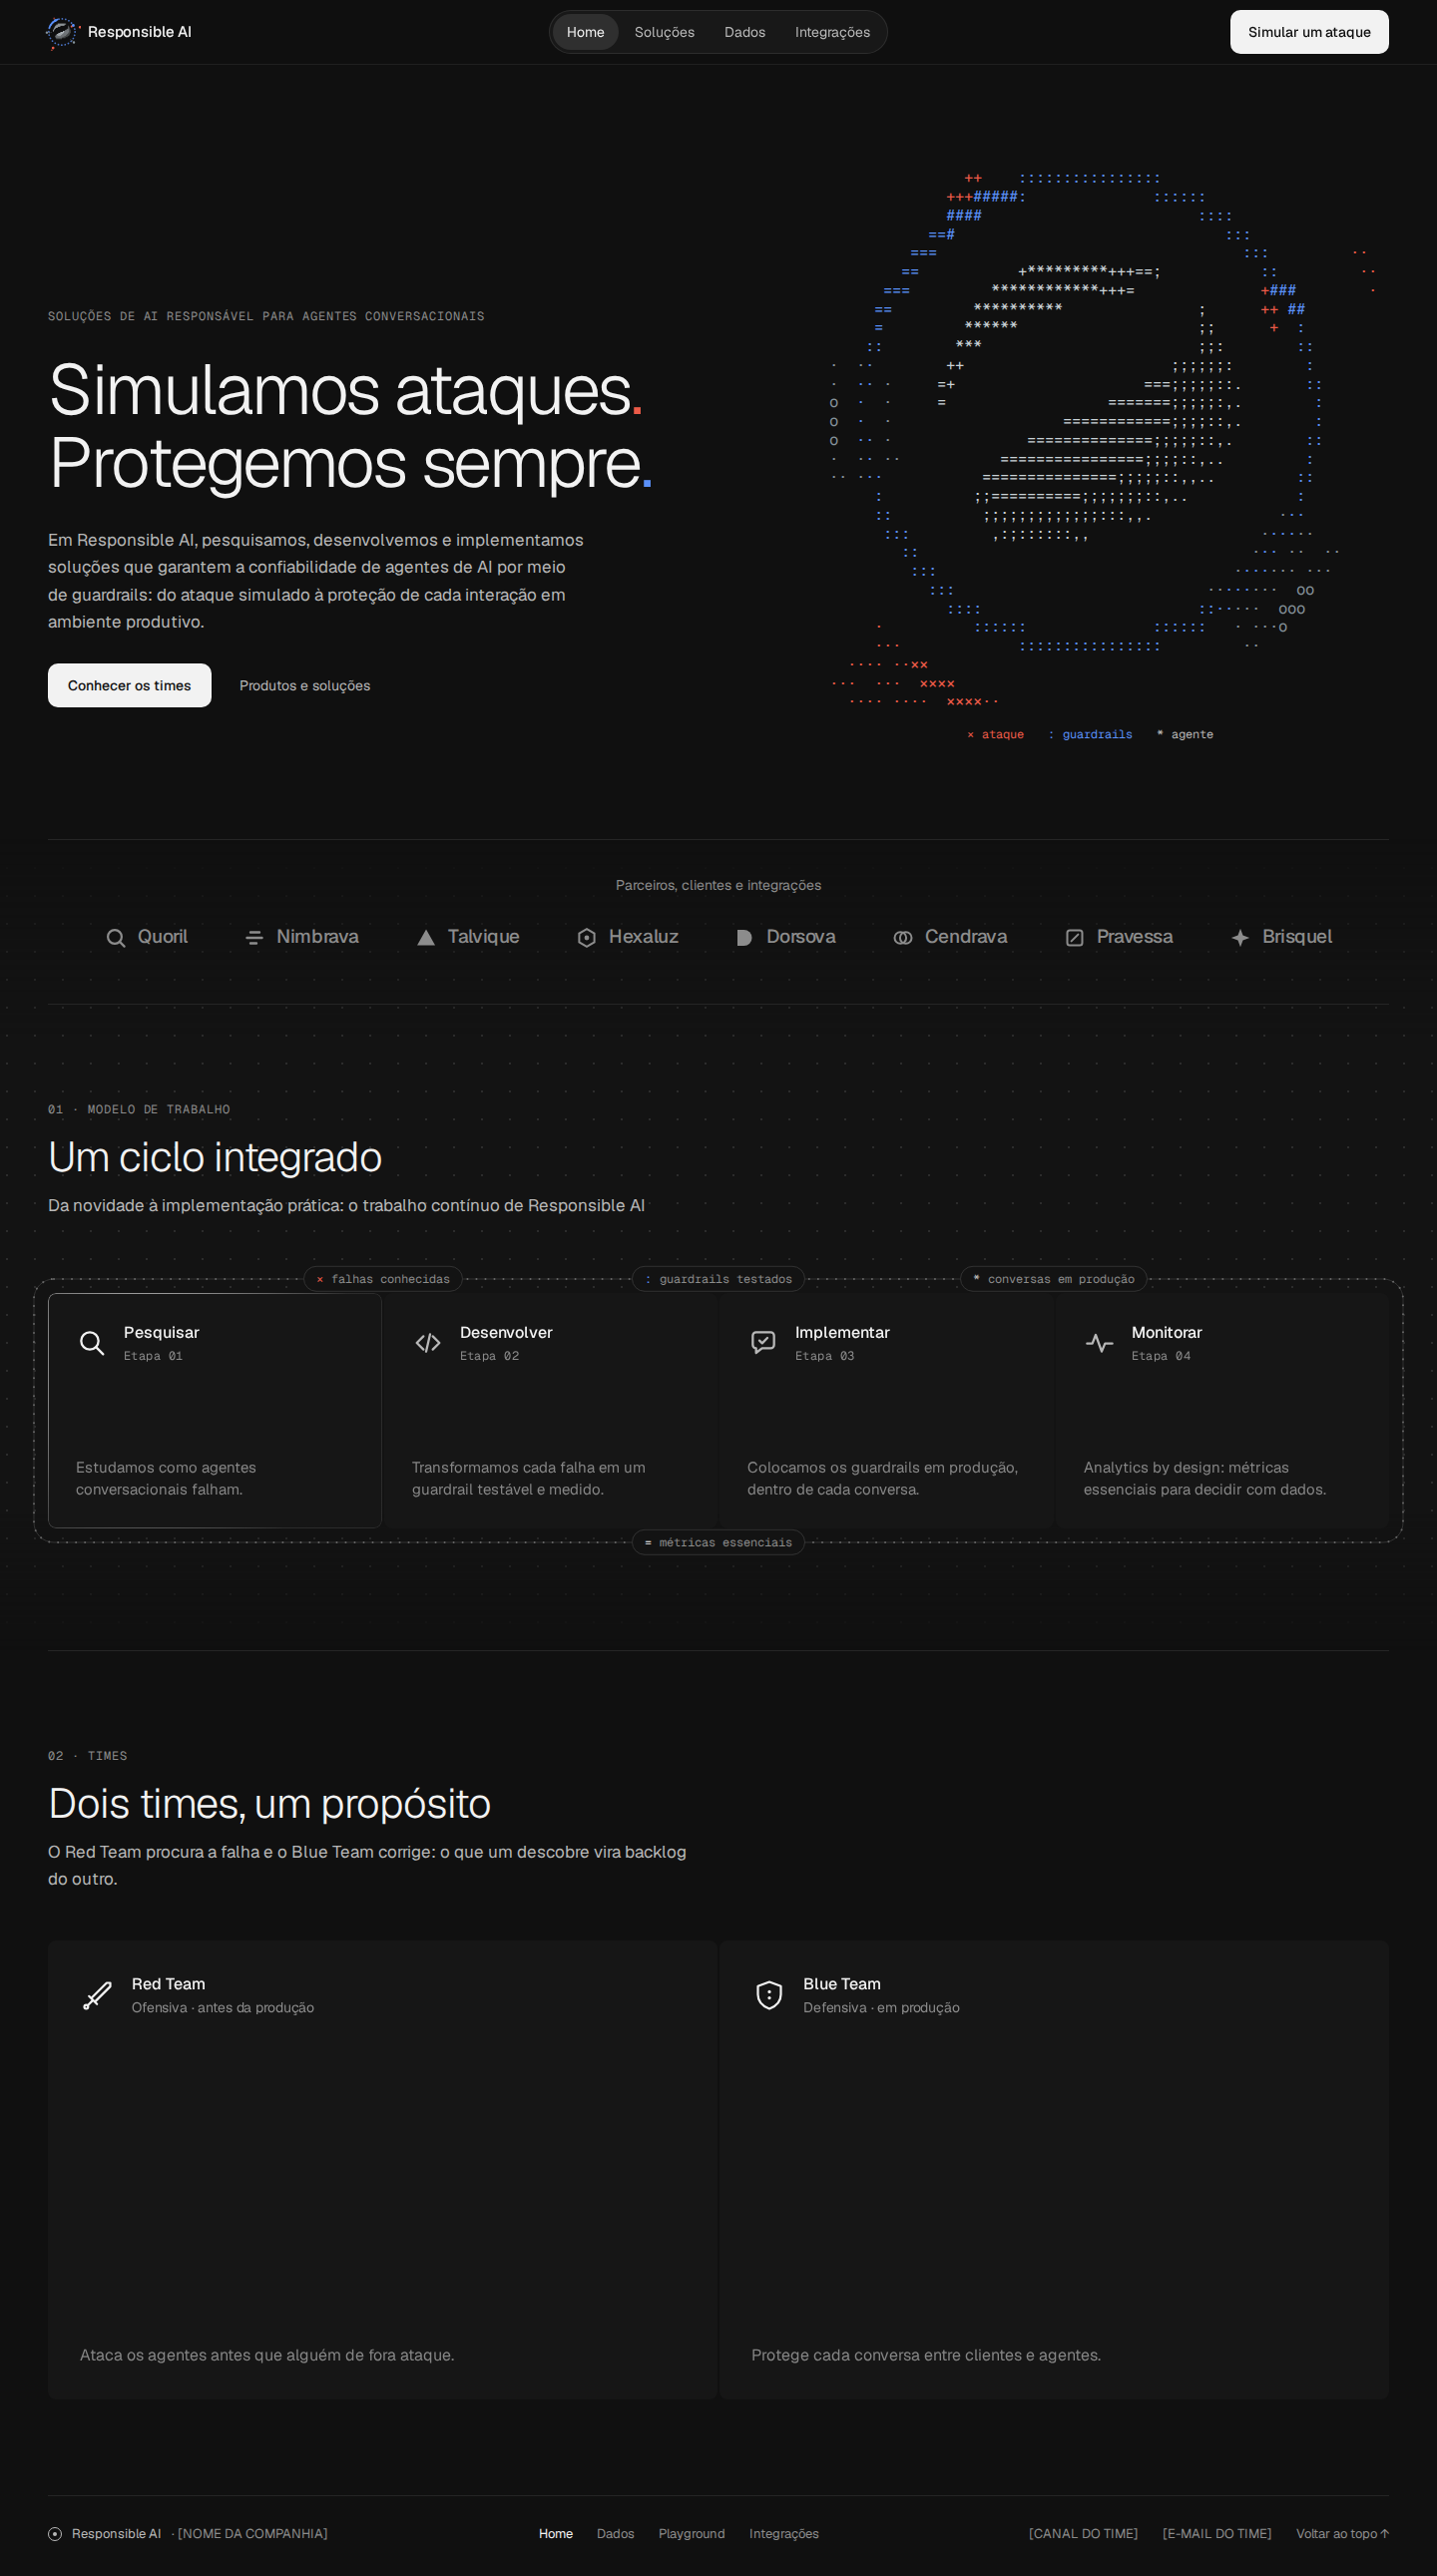 Responsible AI
Home
Soluções
Dados
Integrações
Simular um ataque
SOLUÇÕES DE AI RESPONSÁVEL PARA AGENTES CONVERSACIONAIS
Simulamos ataques.
Protegemos sempre.
Em Responsible AI, pesquisamos, desenvolvemos e implementamos
soluções que garantem a confiabilidade de agentes de AI por meio
de guardrails: do ataque simulado à proteção de cada interação em
ambiente produtivo.
Conhecer os times
Produtos e soluções
× ataque
: guardrails
* agente
Parceiros, clientes e integrações
Quoril
Nimbrava
Talvique
Hexaluz
Dorsova
Cendrava
Pravessa
Brisquel
01 · MODELO DE TRABALHO
Um ciclo integrado
Da novidade à implementação prática: o trabalho contínuo de Responsible AI
× falhas conhecidas
: guardrails testados
* conversas em produção
Pesquisar
Etapa 01
Estudamos como agentes
conversacionais falham.
Desenvolver
Etapa 02
Transformamos cada falha em um
guardrail testável e medido.
Implementar
Etapa 03
Colocamos os guardrails em produção,
dentro de cada conversa.
Monitorar
Etapa 04
Analytics by design: métricas
essenciais para decidir com dados.
= métricas essenciais
02 · TIMES
Dois times, um propósito
O Red Team procura a falha e o Blue Team corrige: o que um descobre vira backlog
do outro.
Red Team
Ofensiva · antes da produção
Ataca os agentes antes que alguém de fora ataque.
Blue Team
Defensiva · em produção
Protege cada conversa entre clientes e agentes.
Responsible AI · [NOME DA COMPANHIA]
Home
Dados
Playground
Integrações
[CANAL DO TIME]
[E-MAIL DO TIME]
Voltar ao topo ↑